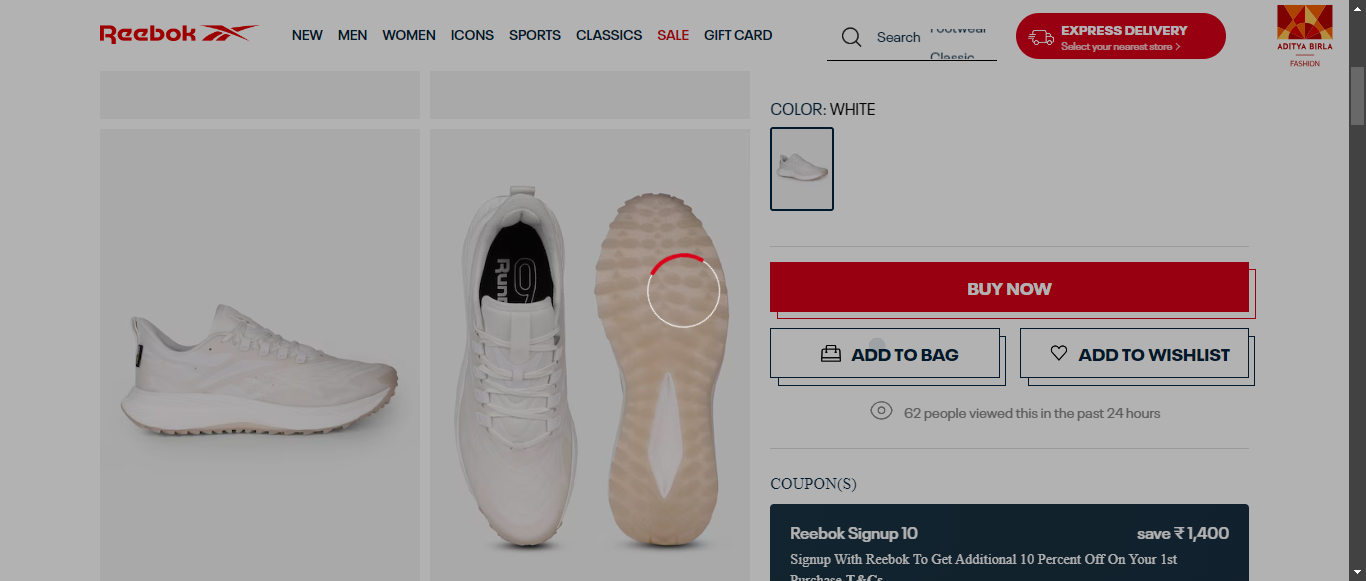 Reebok
NEW MEN WOMEN ICONS SPORTS CLASSICS SALE GIFT CARD
Search
Footwear
Classic
EXPRESS DELIVERY
Select your nearest store >
ADITYA BIRLA
FASHION
COLOR: WHITE
BUY NOW
ADD TO BAG
ADD TO WISHLIST
62 people viewed this in the past 24 hours
COUPON(S)
Reebok Signup 10
save ₹ 1,400
Signup With Reebok To Get Additional 10 Percent Off On Your 1st
Purchase T&Cs